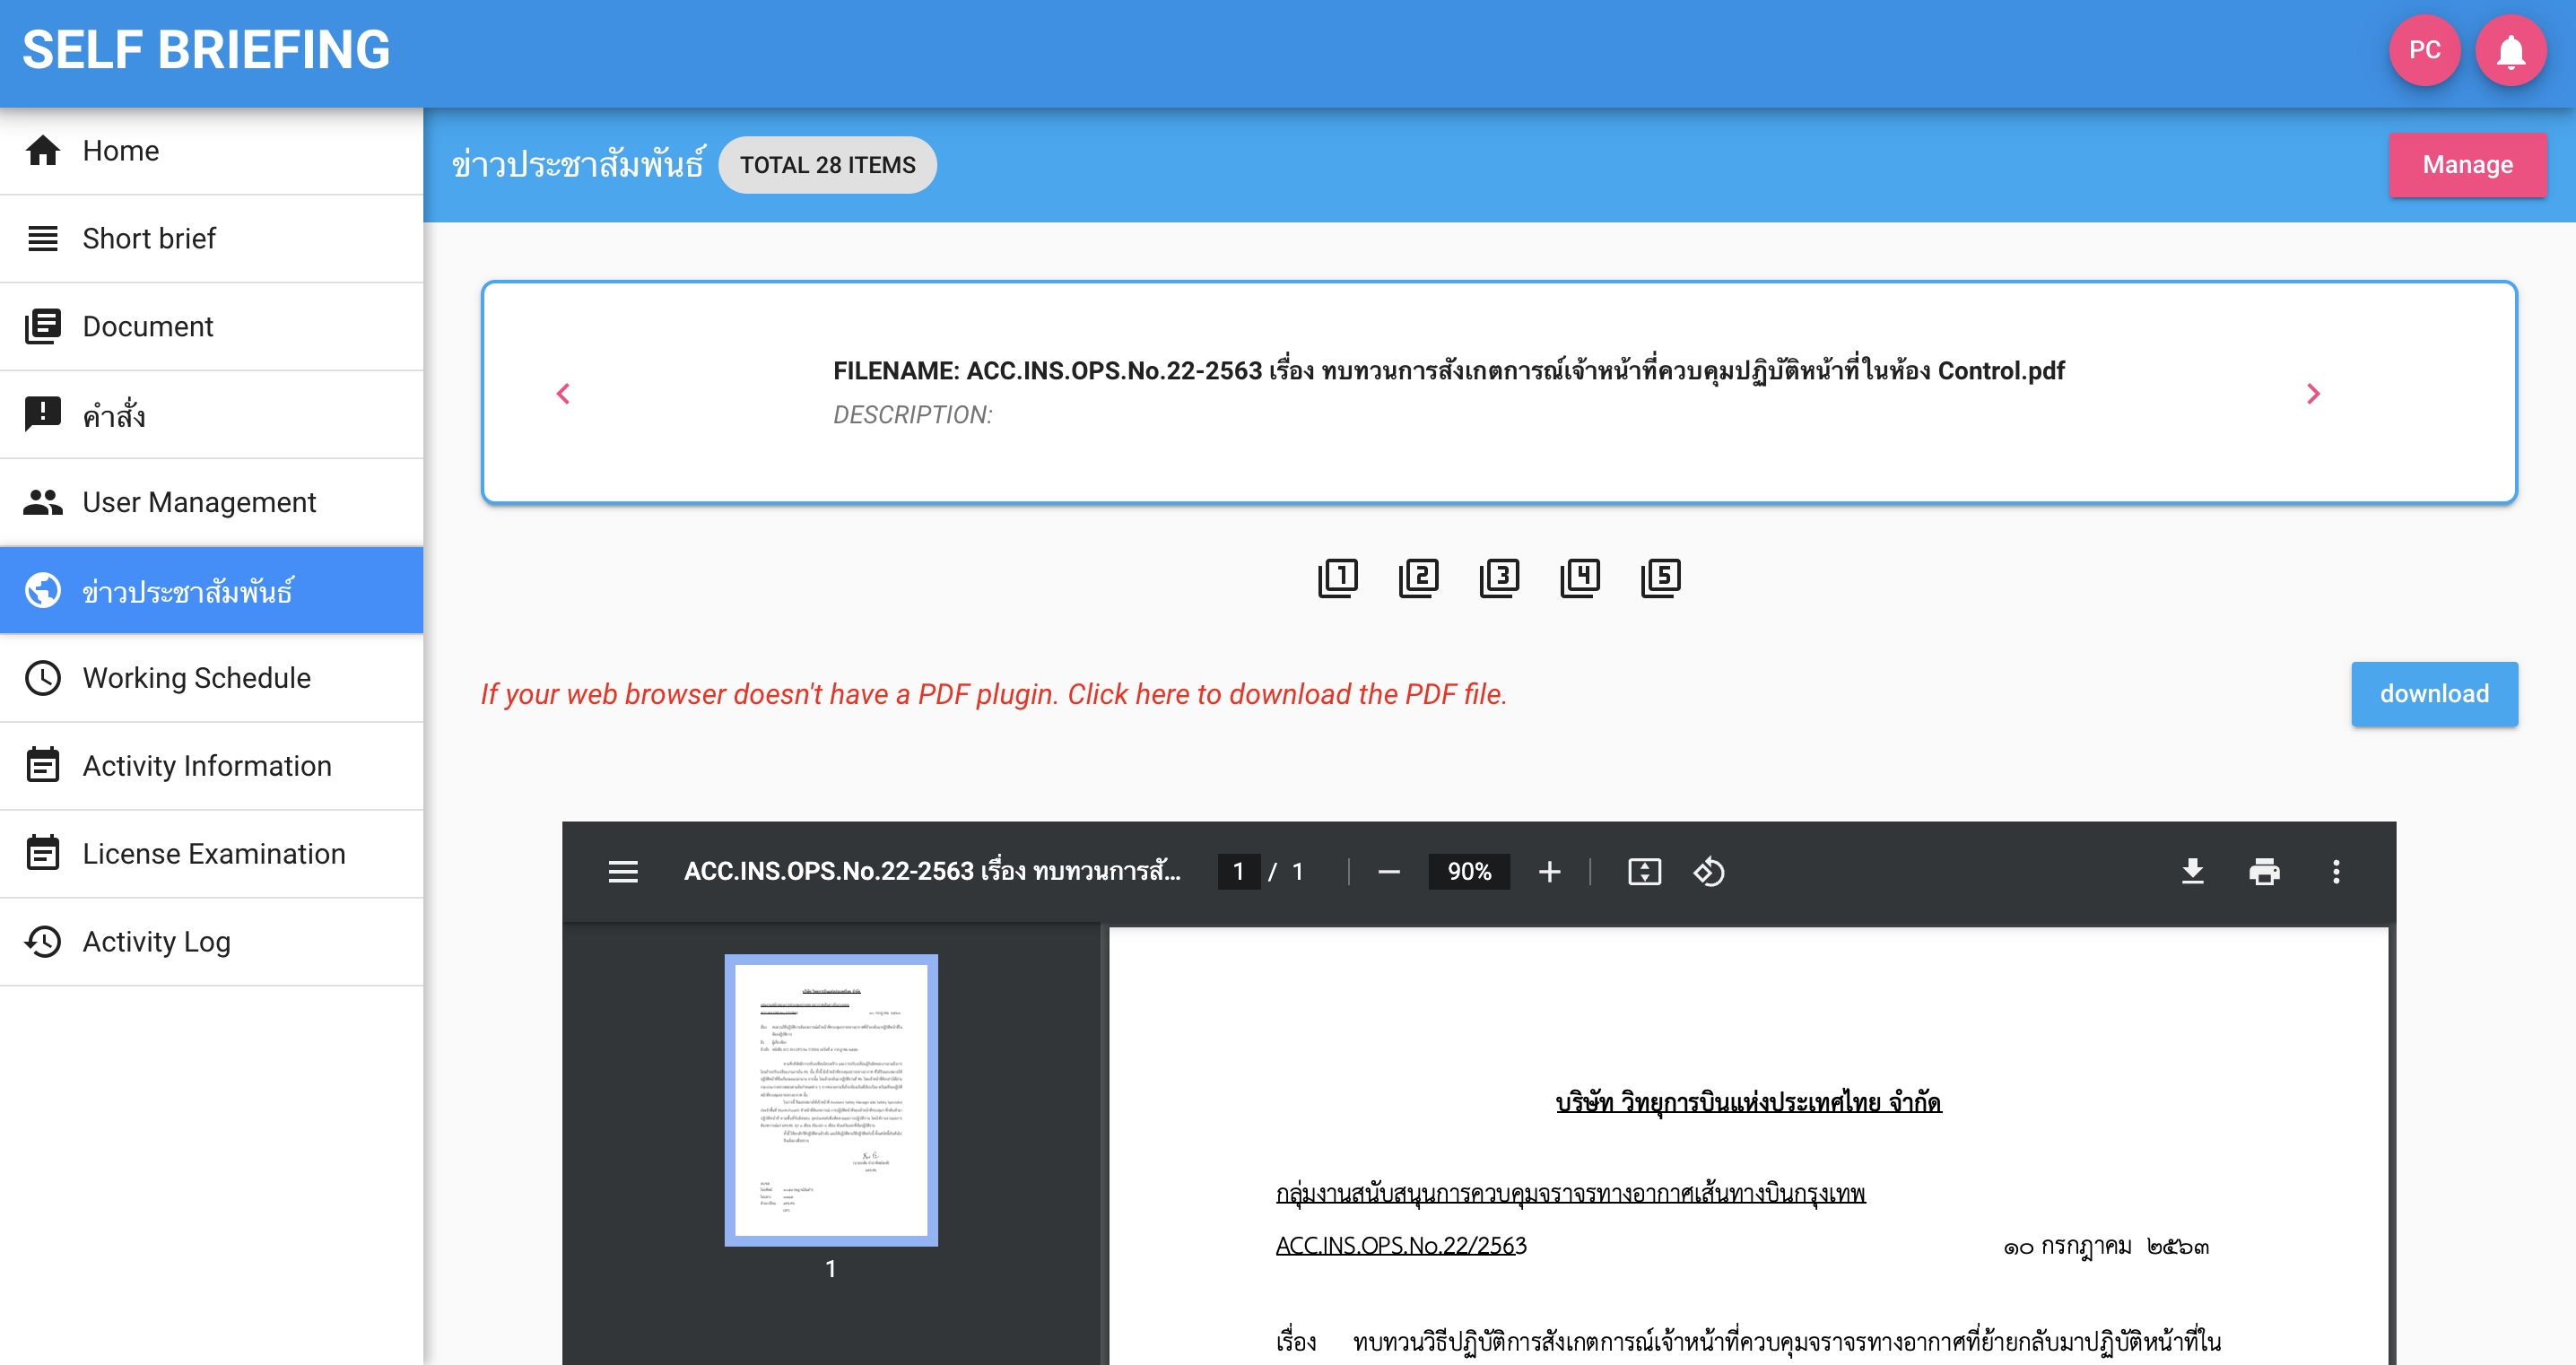 SELF BRIEFING
PC
Home
Short brief
Document
คำสั่ง
User Management
ข่าวประชาสัมพันธ์
Working Schedule
Activity Information
License Examination
Activity Log
ข่าวประชาสัมพันธ์ TOTAL 28 ITEMS
Manage
FILENAME: ACC.INS.OPS.No.22-2563 เรื่อง ทบทวนการสังเกตการณ์เจ้าหน้าที่ควบคุมปฏิบัติหน้าที่ในห้อง Control.pdf
DESCRIPTION:
1 2 3 4 5
If your web browser doesn't have a PDF plugin. Click here to download the PDF file.
download
ACC.INS.OPS.No.22-2563 เรื่อง ทบทวนการสั... 1 / 1 90%
1
บริษัท วิทยุการบินแห่งประเทศไทย จำกัด
กลุ่มงานสนับสนุนการควบคุมจราจรทางอากาศเส้นทางบินกรุงเทพ
ACC.INS.OPS.No.22/2563 ๑๐ กรกฎาคม ๒๕๖๓
เรื่อง ทบทวนวิธีปฏิบัติการสังเกตการณ์เจ้าหน้าที่ควบคุมจราจรทางอากาศที่ย้ายกลับมาปฏิบัติหน้าที่ใน